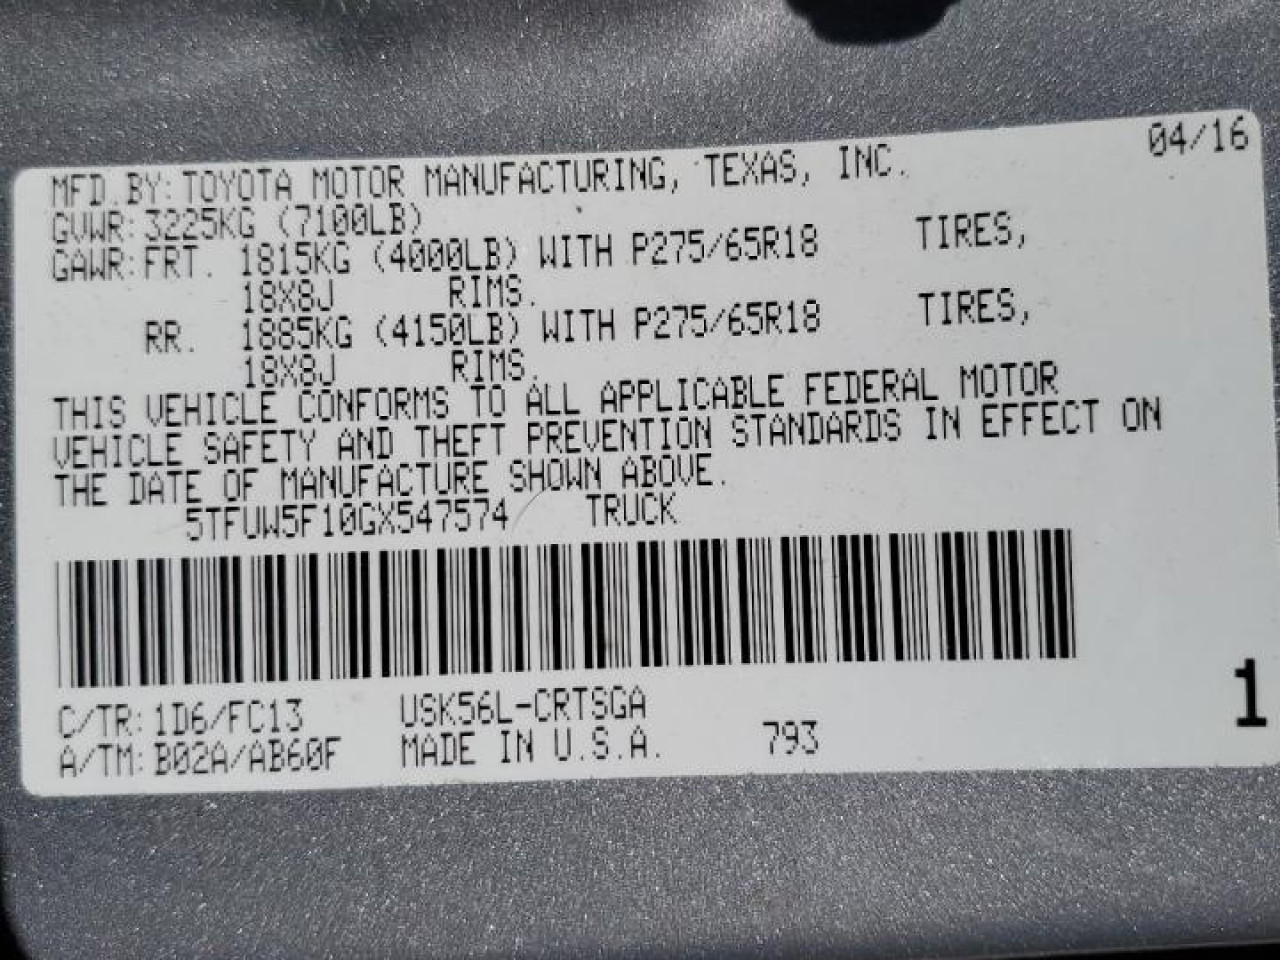 04/16
MFD.BY: TOYOTA MOTOR MANUFACTURING, TEXAS, INC.
GVWR: 3225KG (7100LB)
GAWR: FRT. 1815KG (4000LB) WITH P275/65R18 TIRES,
18X8J RIMS.
RR. 1885KG (4150LB) WITH P275/65R18 TIRES,
18X8J RIMS.
THIS VEHICLE CONFORMS TO ALL APPLICABLE FEDERAL MOTOR
VEHICLE SAFETY AND THEFT PREVENTION STANDARDS IN EFFECT ON
THE DATE OF MANUFACTURE SHOWN ABOVE.
5TFUW5F10GX547574 TRUCK
C/TR: 1D6/FC13 USK56L-CRTSGA
A/TM: B02A/AB60F MADE IN U.S.A. 793
1